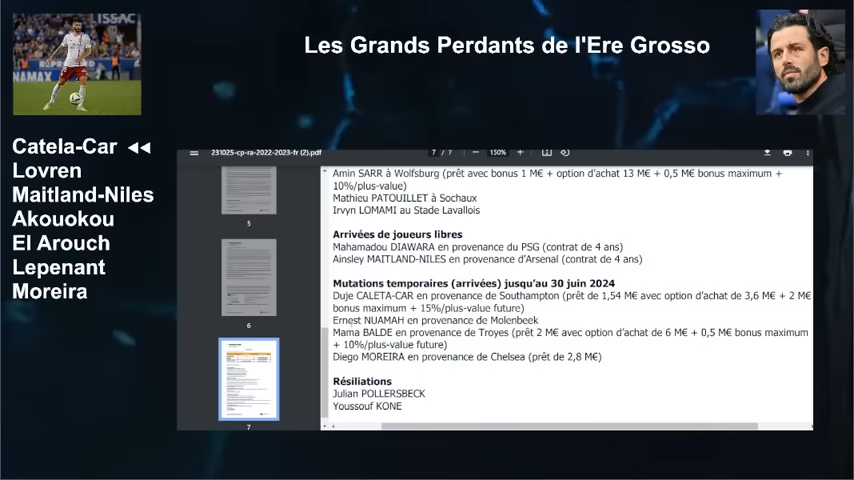 ISSAC
NAMAX
Les Grands Perdants de l'Ere Grosso
Catela-Car
Lovren
Maitland-Niles
Akouokou
El Arouch
Lepenant
Moreira
231025-cp-ra-2022-2023-fr (2).pdf
7 / 7
150%
5
6
7
Amin SARR à Wolfsburg (prêt avec bonus 1 M€ + option d'achat 13 M€ + 0,5 M€ bonus maximum +
10%/plus-value)
Mathieu PATOUILLET à Sochaux
Irvyn LOMAMI au Stade Lavallois
Arrivées de joueurs libres
Mahamadou DIAWARA en provenance du PSG (contrat de 4 ans)
Ainsley MAITLAND-NILES en provenance d'Arsenal (contrat de 4 ans)
Mutations temporaires (arrivées) jusqu'au 30 juin 2024
Duje CALETA-CAR en provenance de Southampton (prêt de 1,54 M€ avec option d'achat de 3,6 M€ + 2 M€
bonus maximum + 15%/plus-value future)
Ernest NUAMAH en provenance de Molenbeek
Mama BALDE en provenance de Troyes (prêt 2 M€ avec option d'achat de 6 M€ + 0,5 M€ bonus maximum
+ 10%/plus-value future)
Diego MOREIRA en provenance de Chelsea (prêt de 2,8 M€)
Résiliations
Julian POLLERSBECK
Youssouf KONE